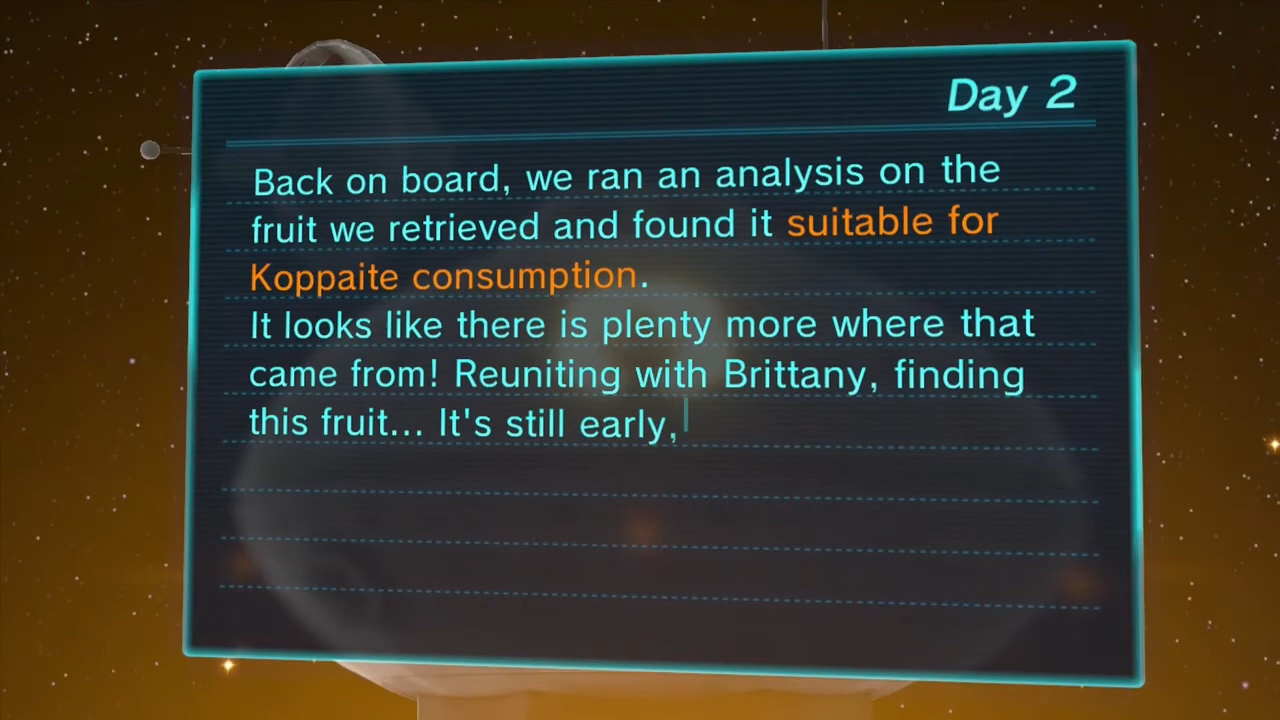 Day 2
Back on board, we ran an analysis on the
fruit we retrieved and found it suitable for
Koppaite consumption.
It looks like there is plenty more where that
came from! Reuniting with Brittany, finding
this fruit... It's still early,